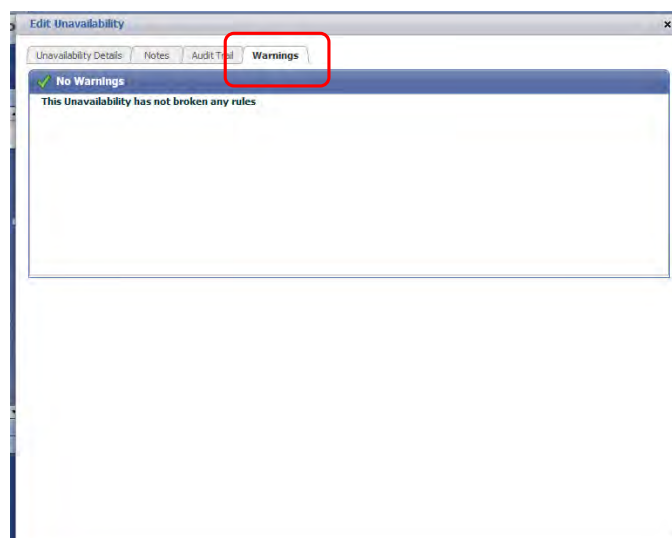 Edit Unavailability
Unavailability Details Notes Audit Trail Warnings
No Warnings
This Unavailability has not broken any rules